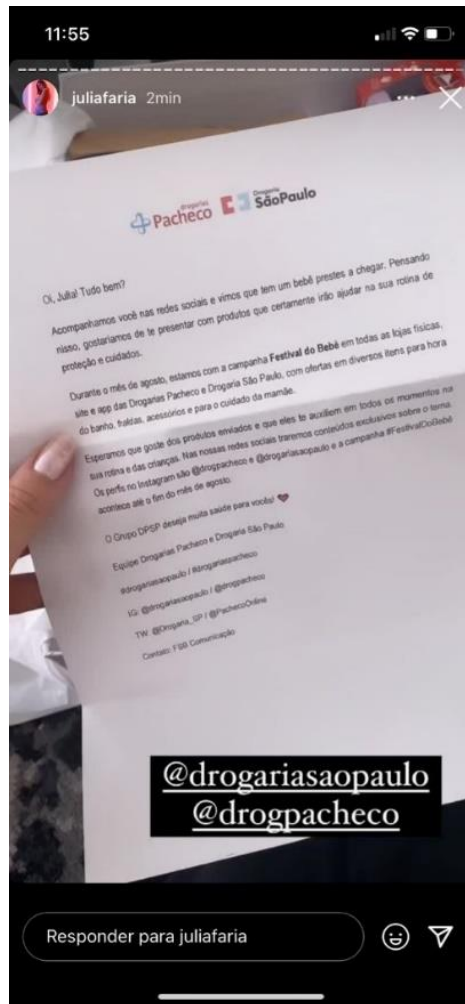 11:55
juliafaria 2min
drogarias
Pacheco
Drogaria
SãoPaulo
Oi, Julia! Tudo bem?
Acompanhamos você nas redes sociais e vimos que tem um bebê prestes a chegar. Pensando
nisso, gostaríamos de te presentar com produtos que certamente irão ajudar na sua rotina de
proteção e cuidados.
Durante o mês de agosto, estamos com a campanha Festival do Bebê em todas as lojas físicas,
site e app das Drogarias Pacheco e Drogaria São Paulo, com ofertas em diversos itens para hora
do banho, fraldas, acessórios e para o cuidado da mamãe.
Esperamos que goste dos produtos enviados e que eles te auxiliem em todos os momentos na
sua rotina e das crianças. Nas nossas redes sociais traremos conteúdos exclusivos sobre o tema.
Os perfis no Instagram são @drogpacheco e @drogariasaopaulo e a campanha #FestivalDoBebê
acontece até o fim do mês de agosto.
O Grupo DPSP deseja muita saúde para vocês!
Equipe Drogarias Pacheco e Drogaria São Paulo
#drogariasaopaulo / #drogariaspacheco
IG: @drogariasaopaulo / @drogpacheco
TW: @Drogaria_SP / @PachecoOnline
Contato: FSB Comunicação
@drogariasaopaulo
@drogpacheco
Responder para juliafaria